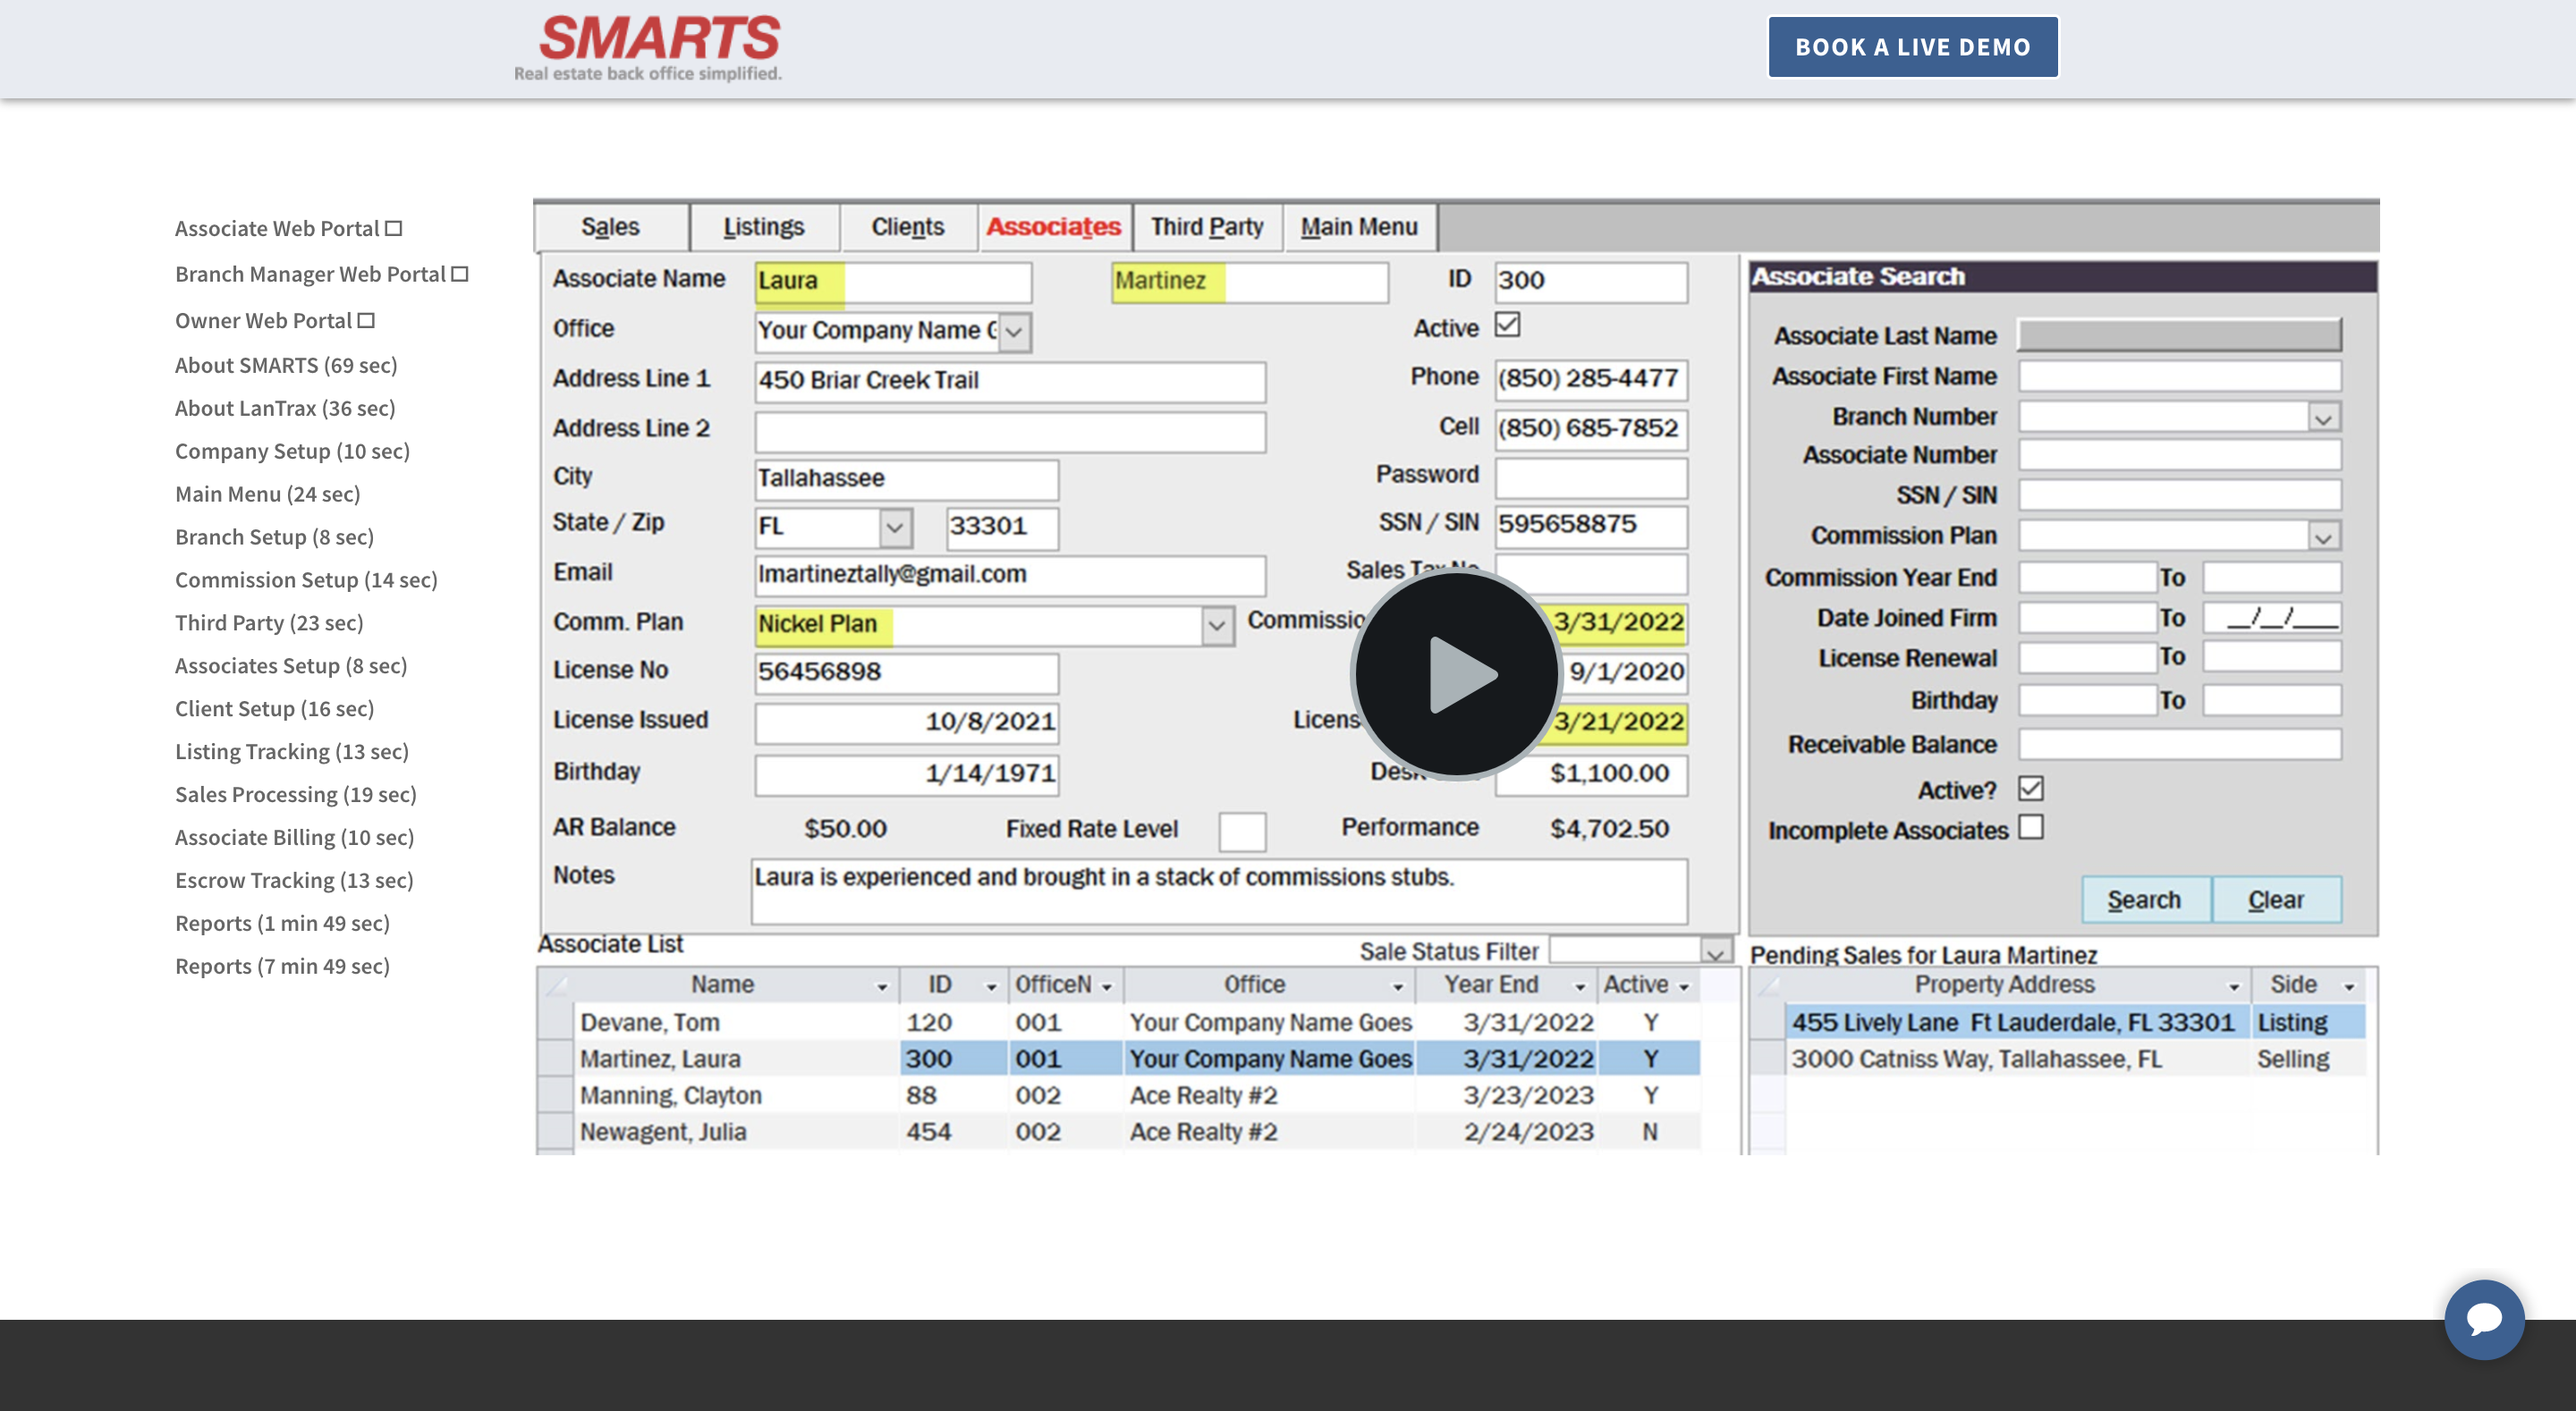 SMARTS
Real estate back office simplified.
BOOK A LIVE DEMO
Associate Web Portal
Branch Manager Web Portal
Owner Web Portal
About SMARTS (69 sec)
About LanTrax (36 sec)
Company Setup (10 sec)
Main Menu (24 sec)
Branch Setup (8 sec)
Commission Setup (14 sec)
Third Party (23 sec)
Associates Setup (8 sec)
Client Setup (16 sec)
Listing Tracking (13 sec)
Sales Processing (19 sec)
Associate Billing (10 sec)
Escrow Tracking (13 sec)
Reports (1 min 49 sec)
Reports (7 min 49 sec)
Sales Listings Clients Associates Third Party Main Menu
Associate Name Laura Martinez ID 300
Office Your Company Name Active
Address Line 1 450 Briar Creek Trail Phone (850) 285-4477
Address Line 2 Cell (850) 685-7852
City Tallahassee Password
State / Zip FL 33301 SSN / SIN 595658875
Email lmartineztally@gmail.com Sales
Comm. Plan Nickel Plan 3/31/2022
License No 56456898 9/1/2020
License Issued 10/8/2021 3/21/2022
Birthday 1/14/1971 $1,100.00
AR Balance $50.00 Fixed Rate Level Performance $4,702.50
Notes Laura is experienced and brought in a stack of commissions stubs.
Associate Search
Associate Last Name
Associate First Name
Branch Number
Associate Number
SSN / SIN
Commission Plan
Commission Year End To
Date Joined Firm To __/__/____
License Renewal To
Birthday To
Receivable Balance
Active?
Incomplete Associates
Search Clear
Associate List Sale Status Filter
Name ID OfficeN Office Year End Active
Devane, Tom 120 001 Your Company Name Goes 3/31/2022 Y
Martinez, Laura 300 001 Your Company Name Goes 3/31/2022 Y
Manning, Clayton 88 002 Ace Realty #2 3/23/2023 Y
Newagent, Julia 454 002 Ace Realty #2 2/24/2023 N
Pending Sales for Laura Martinez
Property Address Side
455 Lively Lane Ft Lauderdale, FL 33301 Listing
3000 Catniss Way, Tallahassee, FL Selling